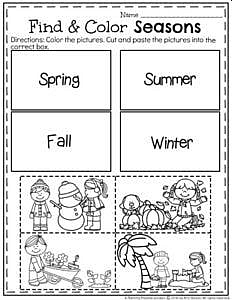 Name
Find & Color Seasons
Directions: Color the pictures. Cut and paste the pictures into the
correct box.
Spring
Summer
Fall
Winter